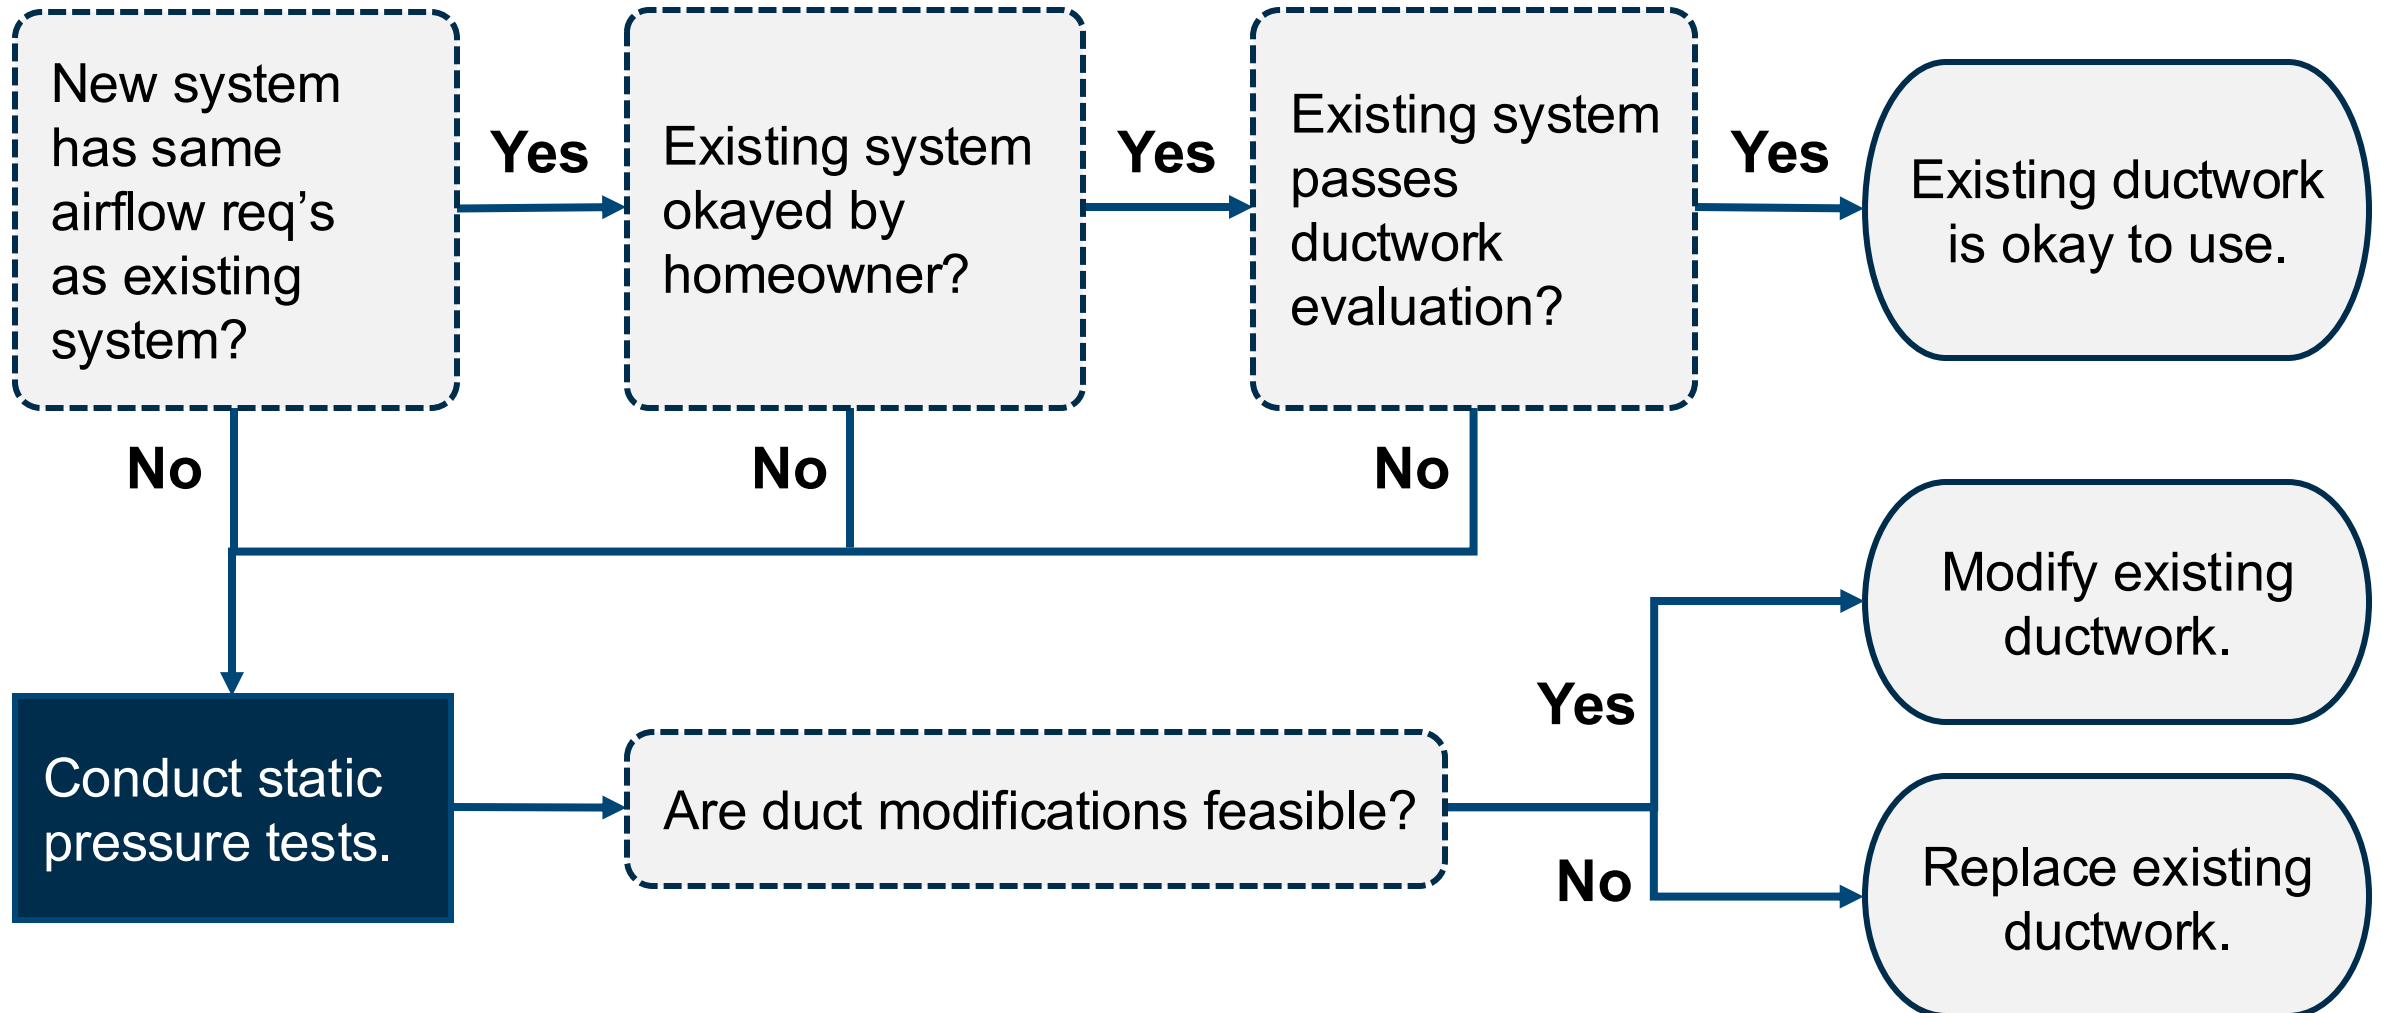 New system
has same
airflow req’s
as existing
system?
Yes
Existing system
okayed by
homeowner?
Yes
Existing system
passes
ductwork
evaluation?
Yes
Existing ductwork
is okay to use.
No
No
No
Conduct static
pressure tests.
Are duct modifications feasible?
Yes
Modify existing
ductwork.
No
Replace existing
ductwork.